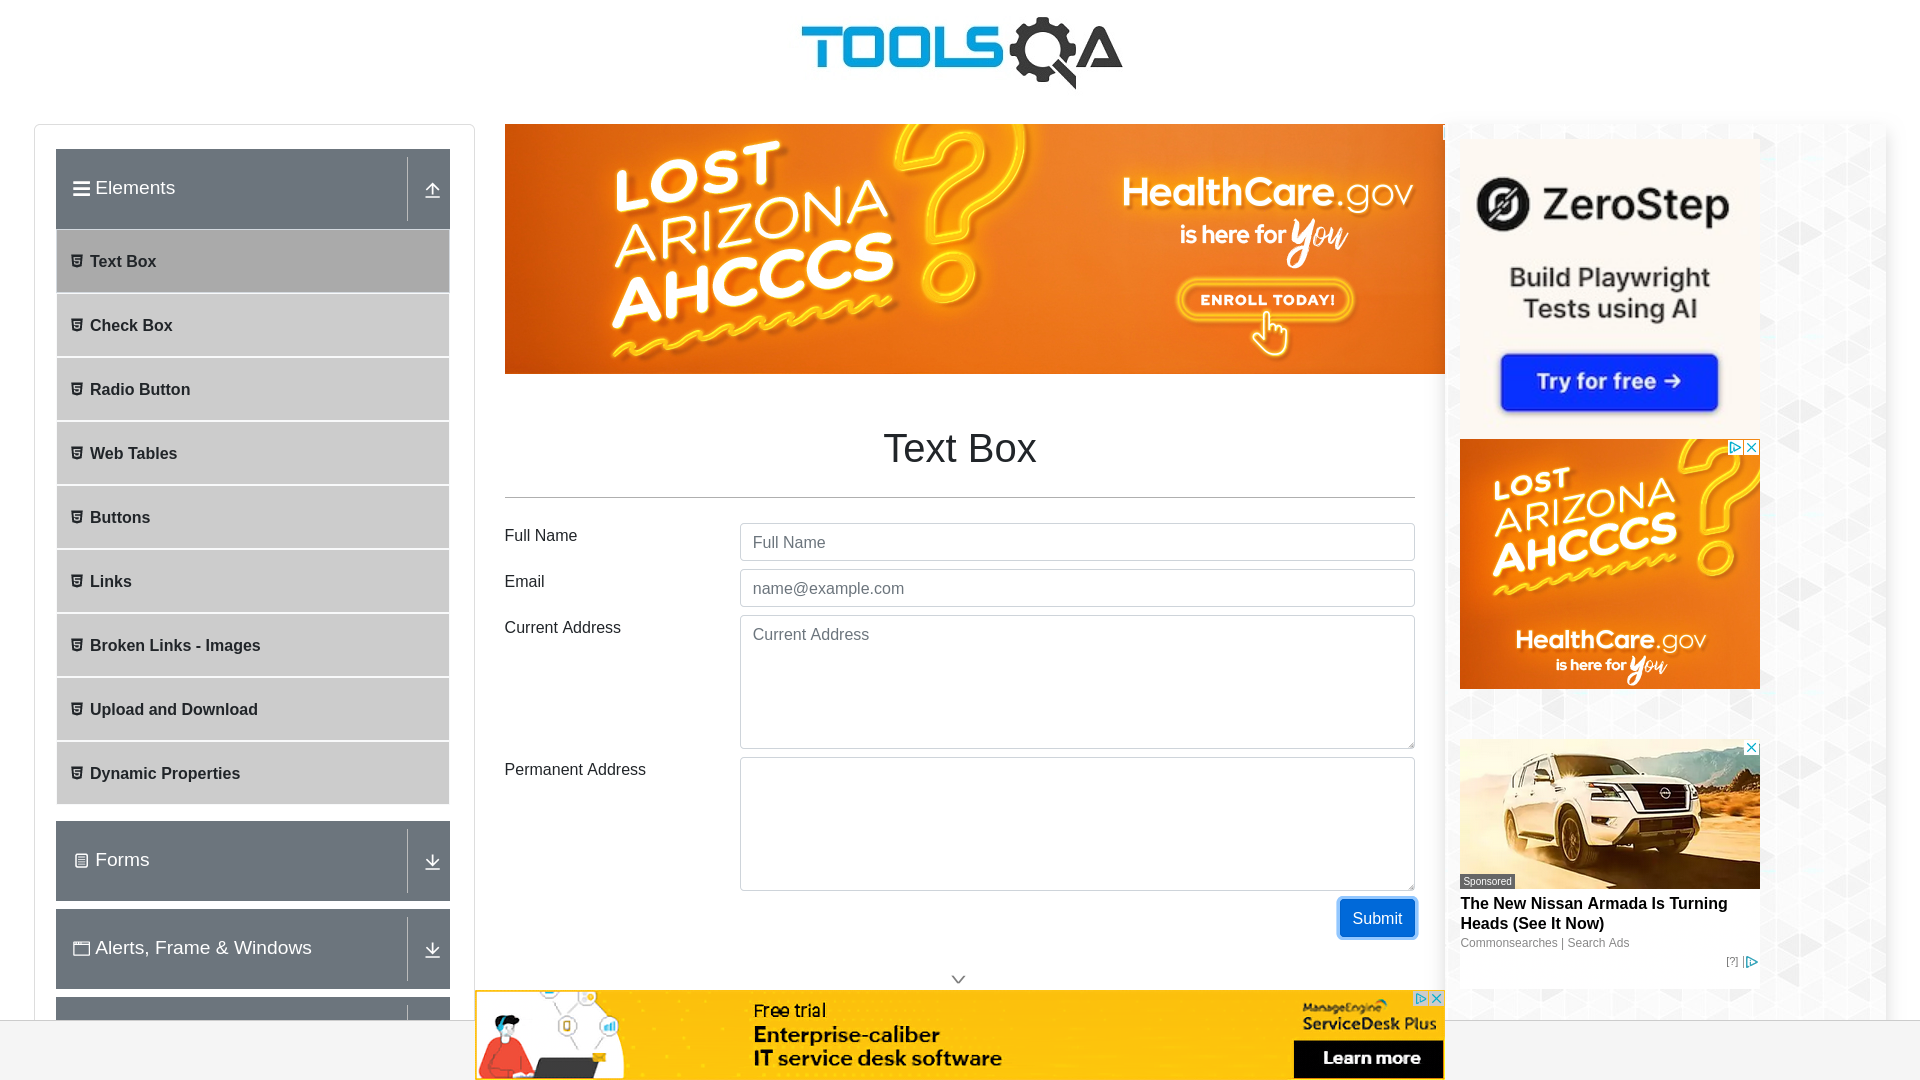 TOOLSQA
Elements
Text Box
Check Box
Radio Button
Web Tables
Buttons
Links
Broken Links - Images
Upload and Download
Dynamic Properties
Forms
Alerts, Frame & Windows
LOST
ARIZONA
AHCCCS
?
HealthCare.gov
is here for you
ENROLL TODAY!
Text Box
Full Name
Full Name
Email
name@example.com
Current Address
Current Address
Permanent Address
Submit
ZeroStep
Build Playwright
Tests using AI
Try for free →
LOST
ARIZONA
AHCCCS
?
HealthCare.gov
is here for you
Sponsored
The New Nissan Armada Is Turning
Heads (See It Now)
Commonsearches | Search Ads
[?]
Free trial
Enterprise-caliber
IT service desk software
ManageEngine
ServiceDesk Plus
Learn more